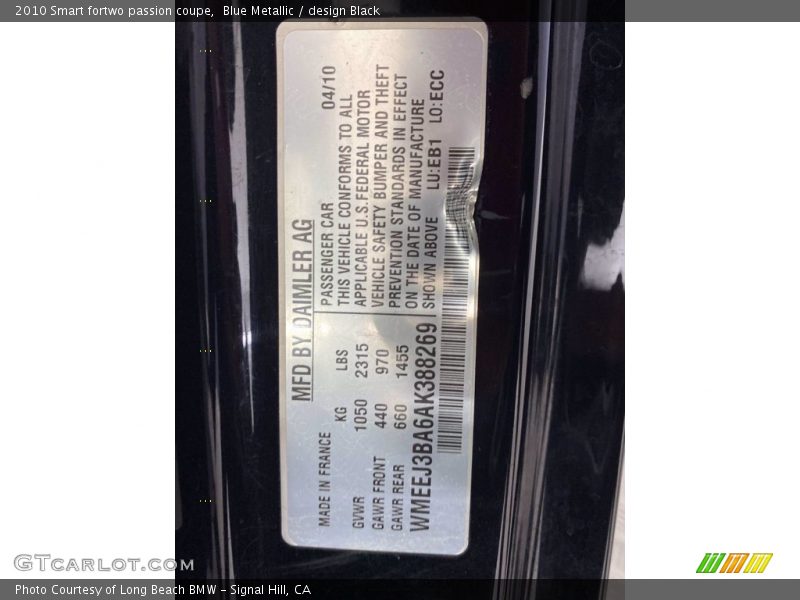 2010 Smart fortwo passion coupe,  Blue Metallic / design Black
MFD BY DAIMLER AG
MADE IN FRANCE
KG LBS
GVWR 1050 2315
GAWR FRONT 440 970
GAWR REAR 660 1455
PASSENGER CAR 04/10
THIS VEHICLE CONFORMS TO ALL
APPLICABLE U.S. FEDERAL MOTOR
VEHICLE SAFETY BUMPER AND THEFT
PREVENTION STANDARDS IN EFFECT
ON THE DATE OF MANUFACTURE
SHOWN ABOVE LU:EB1 LO:ECC
WMEEJ3BA6AK388269
GTcarlot.com
Photo Courtesy of Long Beach BMW – Signal Hill, CA